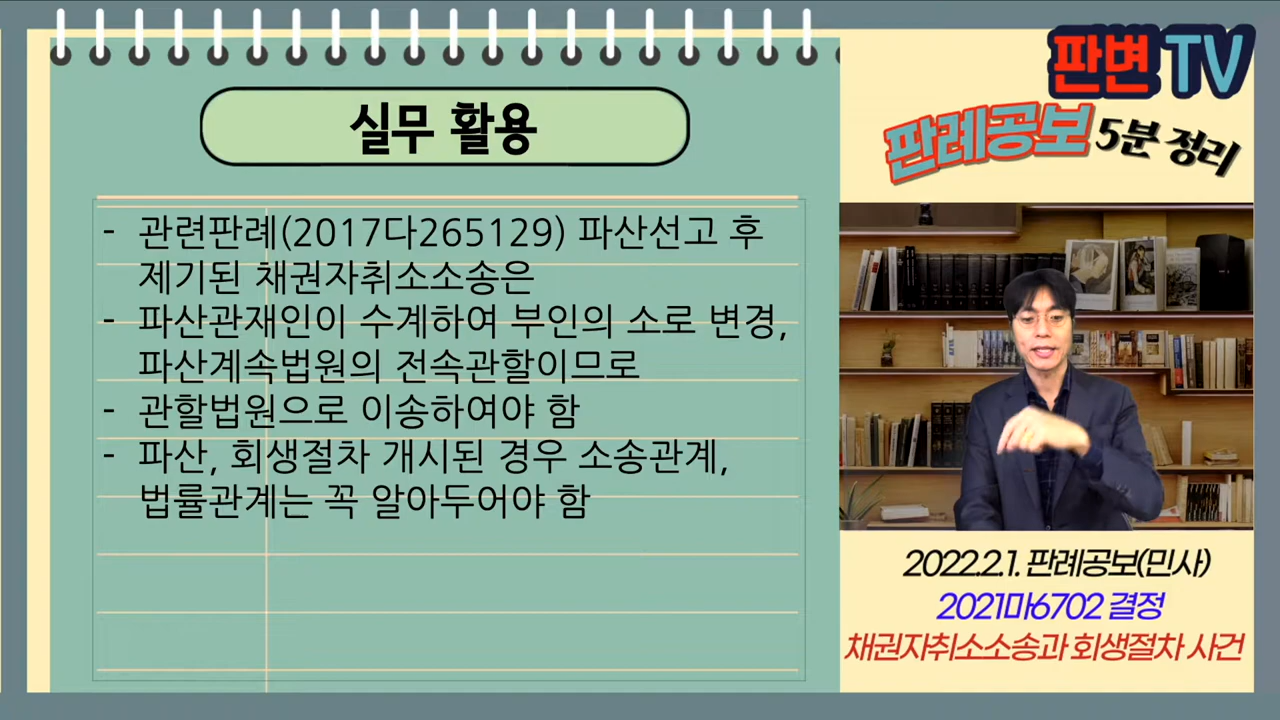 실무 활용
- 관련판례(2017다265129) 파산선고 후
제기된 채권자취소소송은
- 파산관재인이 수계하여 부인의 소로 변경,
파산계속법원의 전속관할이므로
- 관할법원으로 이송하여야 함
- 파산, 회생절차 개시된 경우 소송관계,
법률관계는 꼭 알아두어야 함
판변 TV
판례공보 5분 정리
2022.2.1. 판례공보(민사)
2021마6702 결정
채권자취소소송과 회생절차 사건